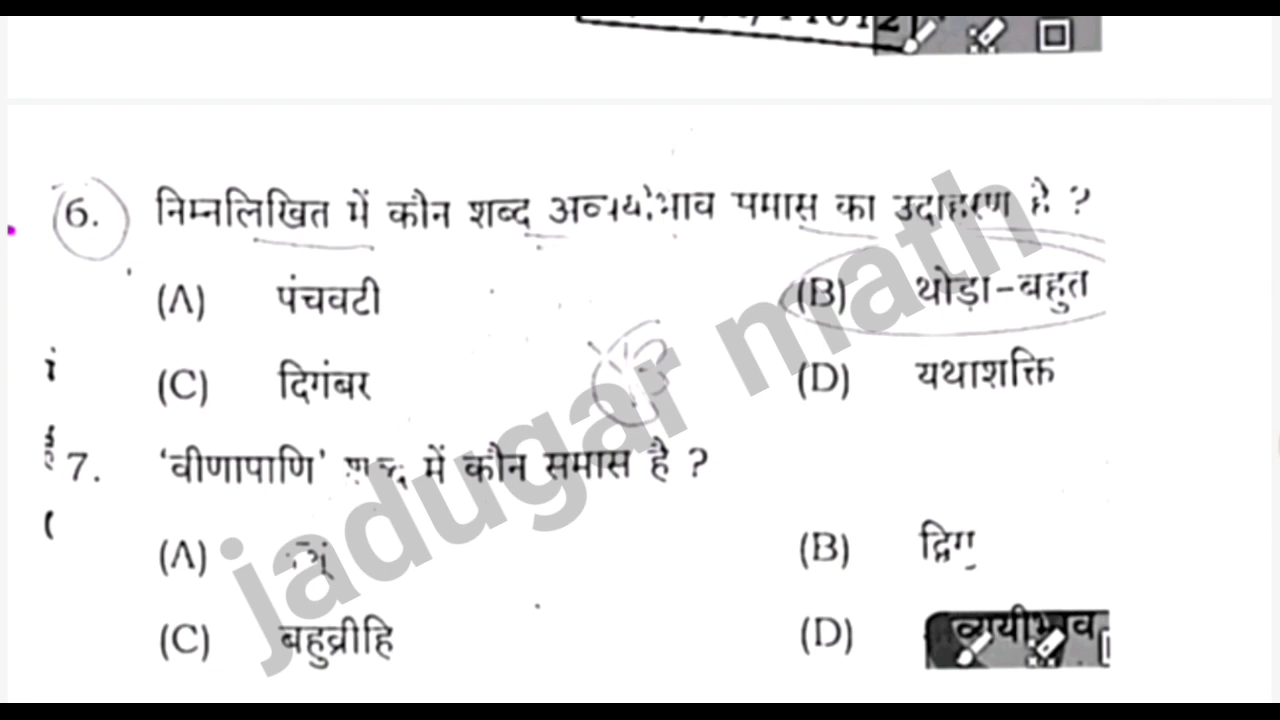 6. निम्नलिखित में कौन शब्द अव्ययीभाव समास का उदाहरण है ?
(A) पंचवटी (B) थोड़ा-बहुत
(C) दिगंबर (D) यथाशक्ति
7. 'वीणापाणि' शब्द में कौन समास है ?
(A) (B) द्विगु
(C) बहुव्रीहि (D) व्ययीभाव
jadugar math